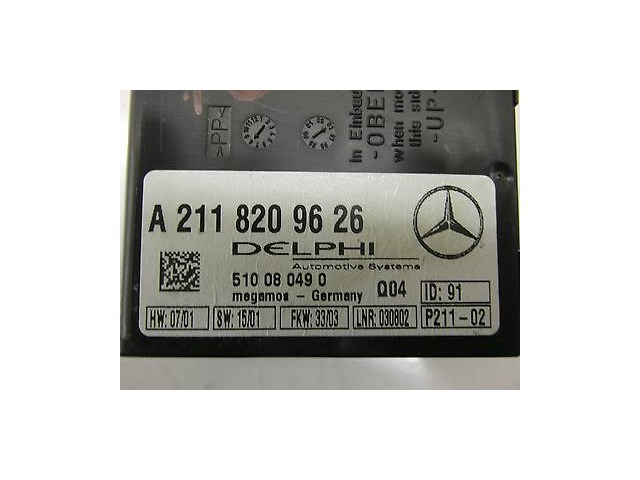 >PP<
in Einbau
-OBE
when mo
this sid
-UP-
A 211 820 96 26
DELPHI
Automotive Systems
51 08 049 0
megamos - Germany
Q04
ID: 91
HW: 07/01
SW: 15/01
FKW: 33/03
LNR: 030802
P211-02